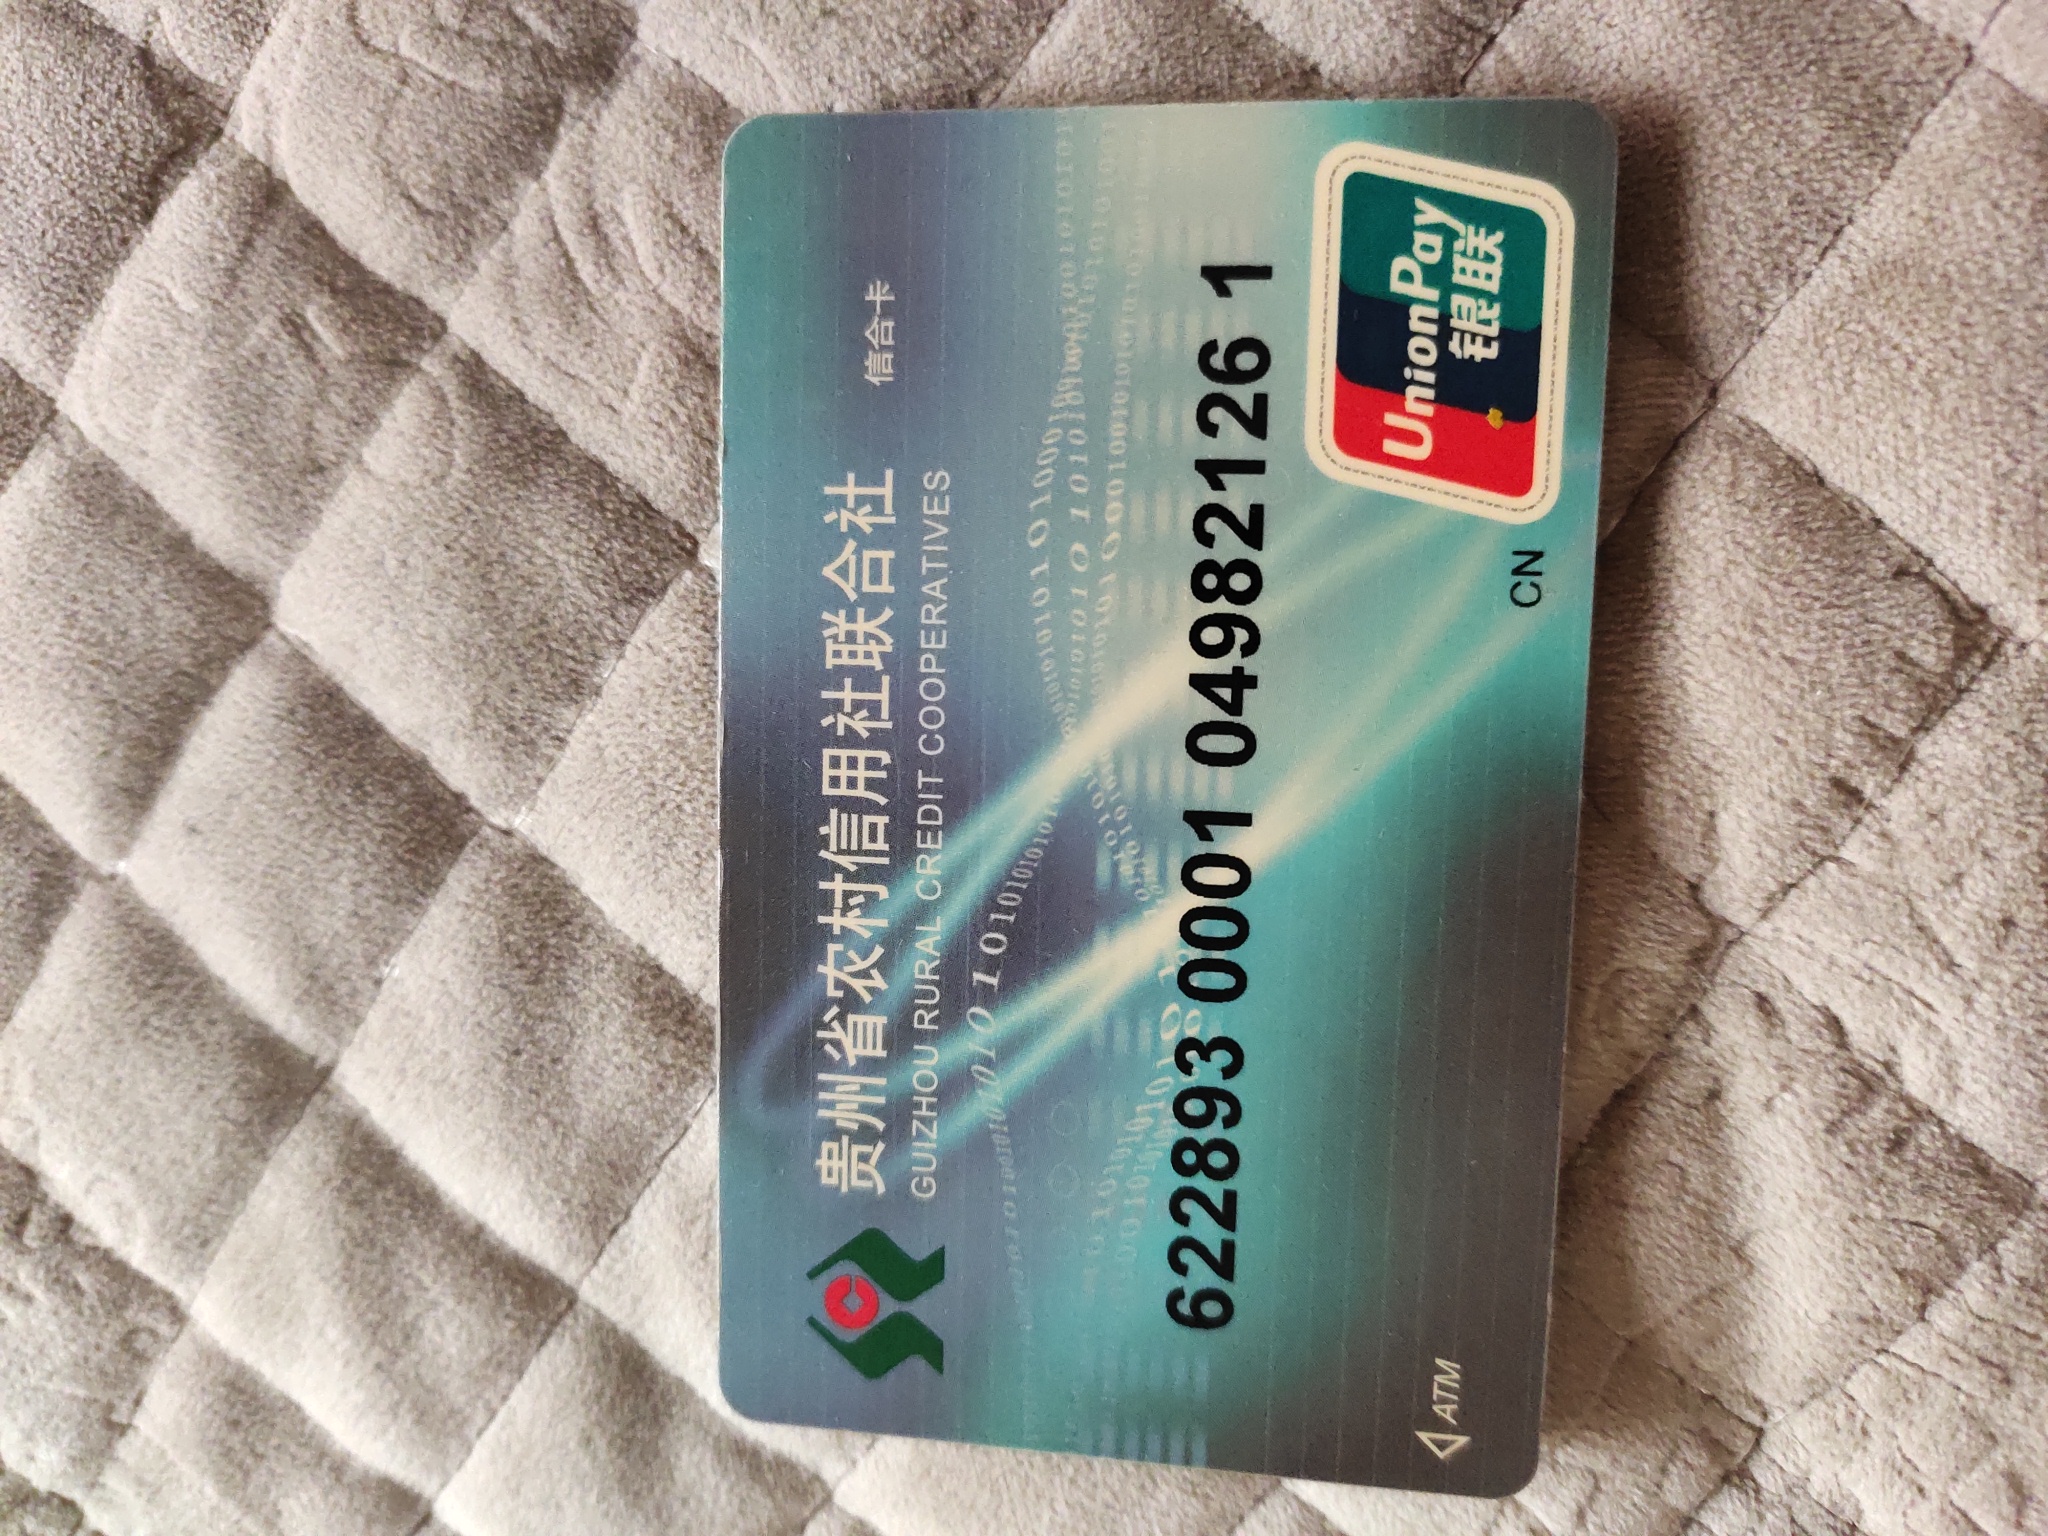 贵州省农村信用社联合社
GUIZHOU RURAL CREDIT COOPERATIVES
信合卡
622893 0001 04982126 1
ATM
CN
UnionPay
银联